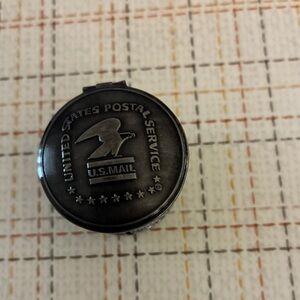 UNITED STATES POSTAL SERVICE
U.S.MAIL
®